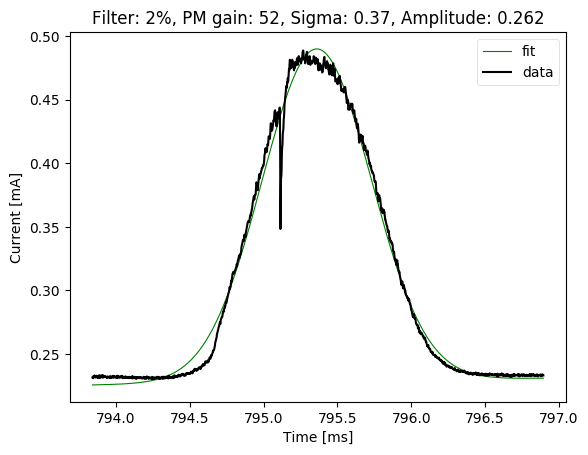 Filter: 2%, PM gain: 52, Sigma: 0.37, Amplitude: 0.262
fit
data
0.50
0.45
0.40
0.35
0.30
0.25
Current [mA]
794.0 794.5 795.0 795.5 796.0 796.5 797.0
Time [ms]